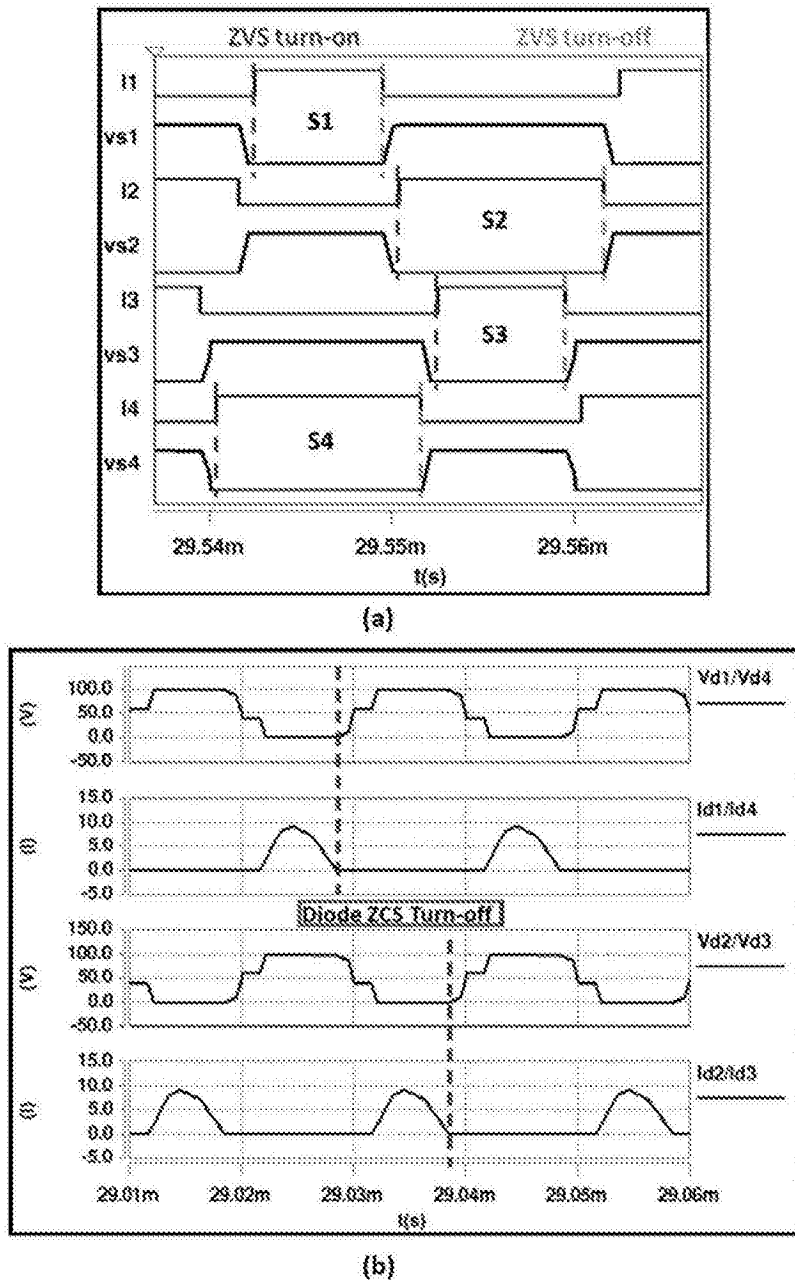 ZVS turn-on ZVS turn-off
I1
S1
vs1
I2
S2
vs2
I3
S3
vs3
I4
S4
vs4
29.54m 29.55m 29.56m
t(s)
(a)
100.0
50.0
0.0
-50.0
(V)
Vd1/Vd4
15.0
10.0
5.0
0.0
-5.0
(I)
Id1/Id4
Diode ZCS Turn-off
150.0
100.0
50.0
0.0
-50.0
(V)
Vd2/Vd3
15.0
10.0
5.0
0.0
-5.0
(I)
Id2/Id3
29.01m 29.02m 29.03m 29.04m 29.05m 29.06m
t(s)
(b)